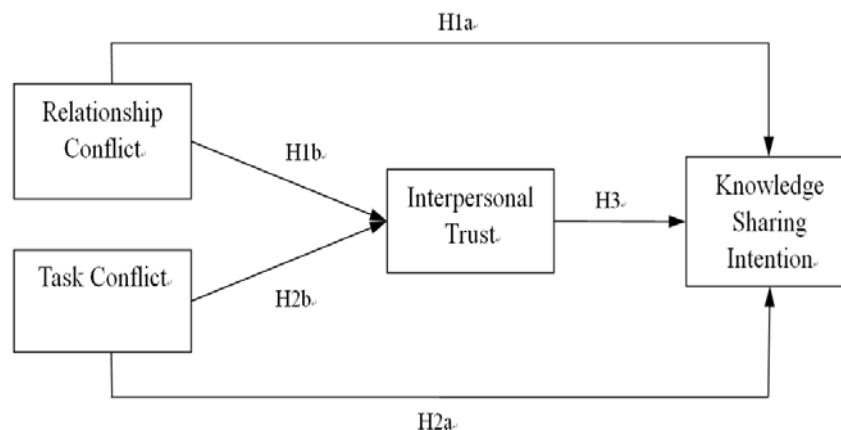 H1a
Relationship
Conflict
H1b
Interpersonal
Trust
H3
Knowledge
Sharing
Intention
Task Conflict
H2b
H2a